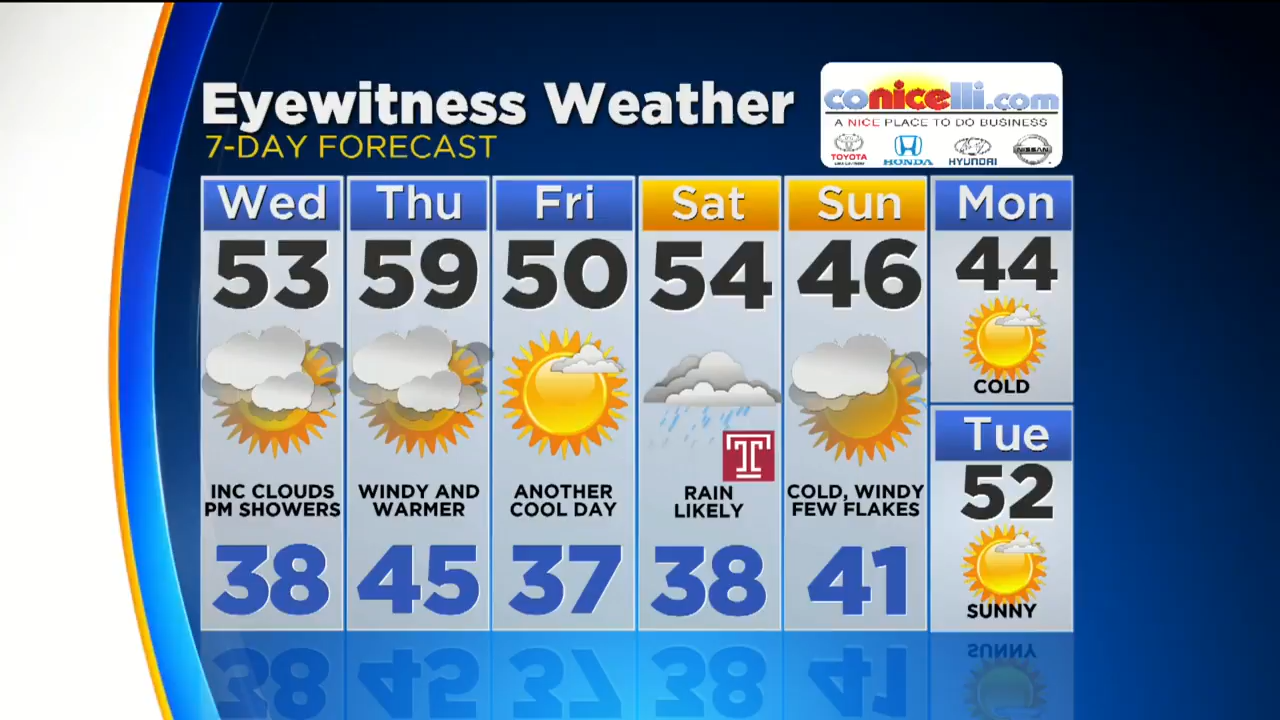 Eyewitness Weather
7-DAY FORECAST
conicelli.com
A NICE PLACE TO DO BUSINESS
TOYOTA
HONDA
HYUNDAI
NISSAN
Wed
53
INC CLOUDS
PM SHOWERS
38
Thu
59
WINDY AND
WARMER
45
Fri
50
ANOTHER
COOL DAY
37
Sat
54
T
RAIN
LIKELY
38
Sun
46
COLD, WINDY
FEW FLAKES
41
Mon
44
COLD
Tue
52
SUNNY